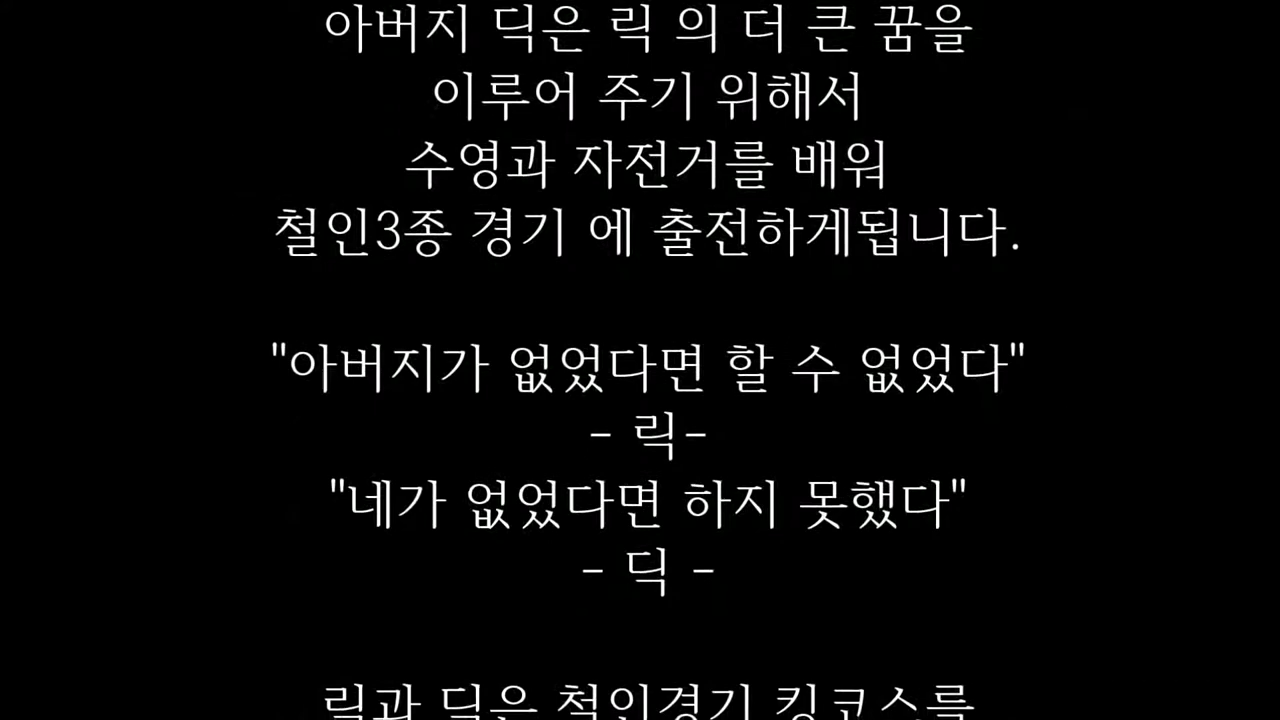 아버지 딕은 릭 의 더 큰 꿈을
이루어 주기 위해서
수영과 자전거를 배워
철인3종 경기 에 출전하게됩니다.
"아버지가 없었다면 할 수 없었다"
- 릭-
"네가 없었다면 하지 못했다"
- 딕 -
릭과 딕은 철인경기 킹코스를